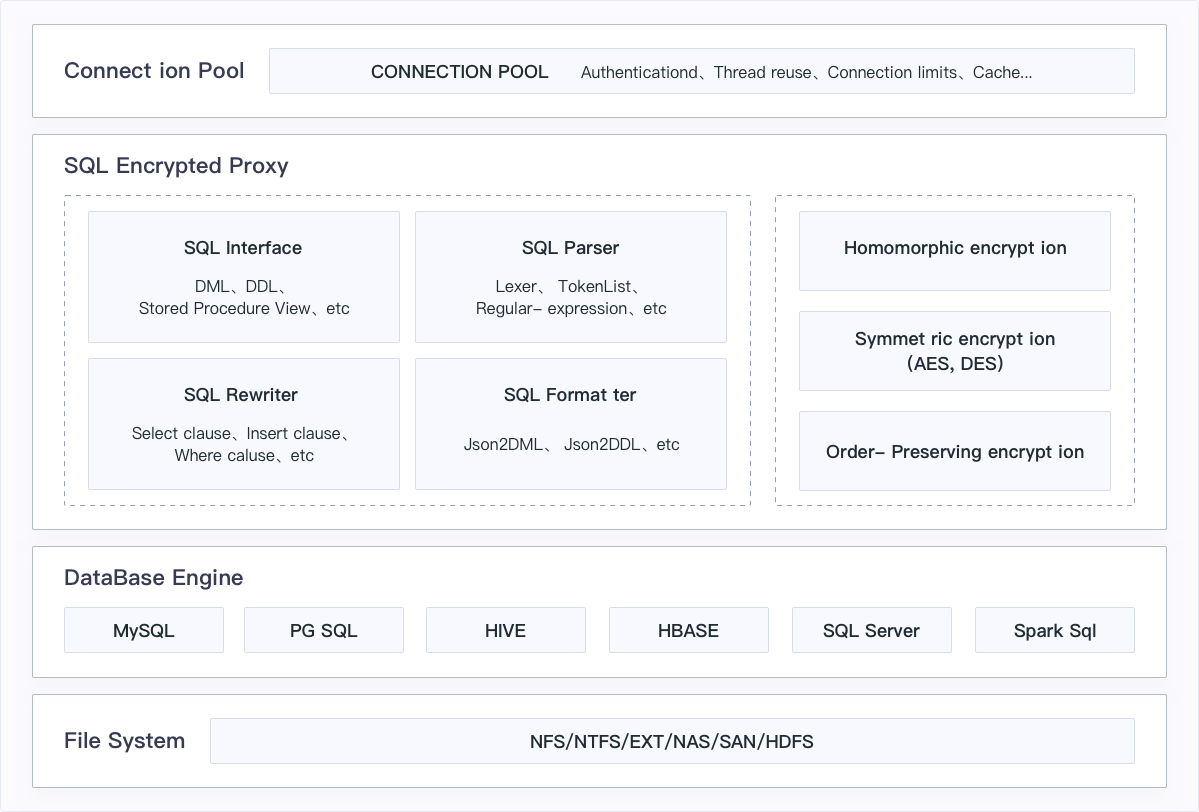 Connect ion Pool
CONNECTION POOL Authenticationd、Thread reuse、Connection limits、Cache...
SQL Encrypted Proxy
SQL Interface
DML、DDL、
Stored Procedure View、etc
SQL Parser
Lexer、 TokenList、
Regular- expression、etc
SQL Rewriter
Select clause、Insert clause、
Where caluse、etc
SQL Format ter
Json2DML、 Json2DDL、etc
Homomorphic encrypt ion
Symmet ric encrypt ion
(AES, DES)
Order- Preserving encrypt ion
DataBase Engine
MySQL
PG SQL
HIVE
HBASE
SQL Server
Spark Sql
File System
NFS/NTFS/EXT/NAS/SAN/HDFS